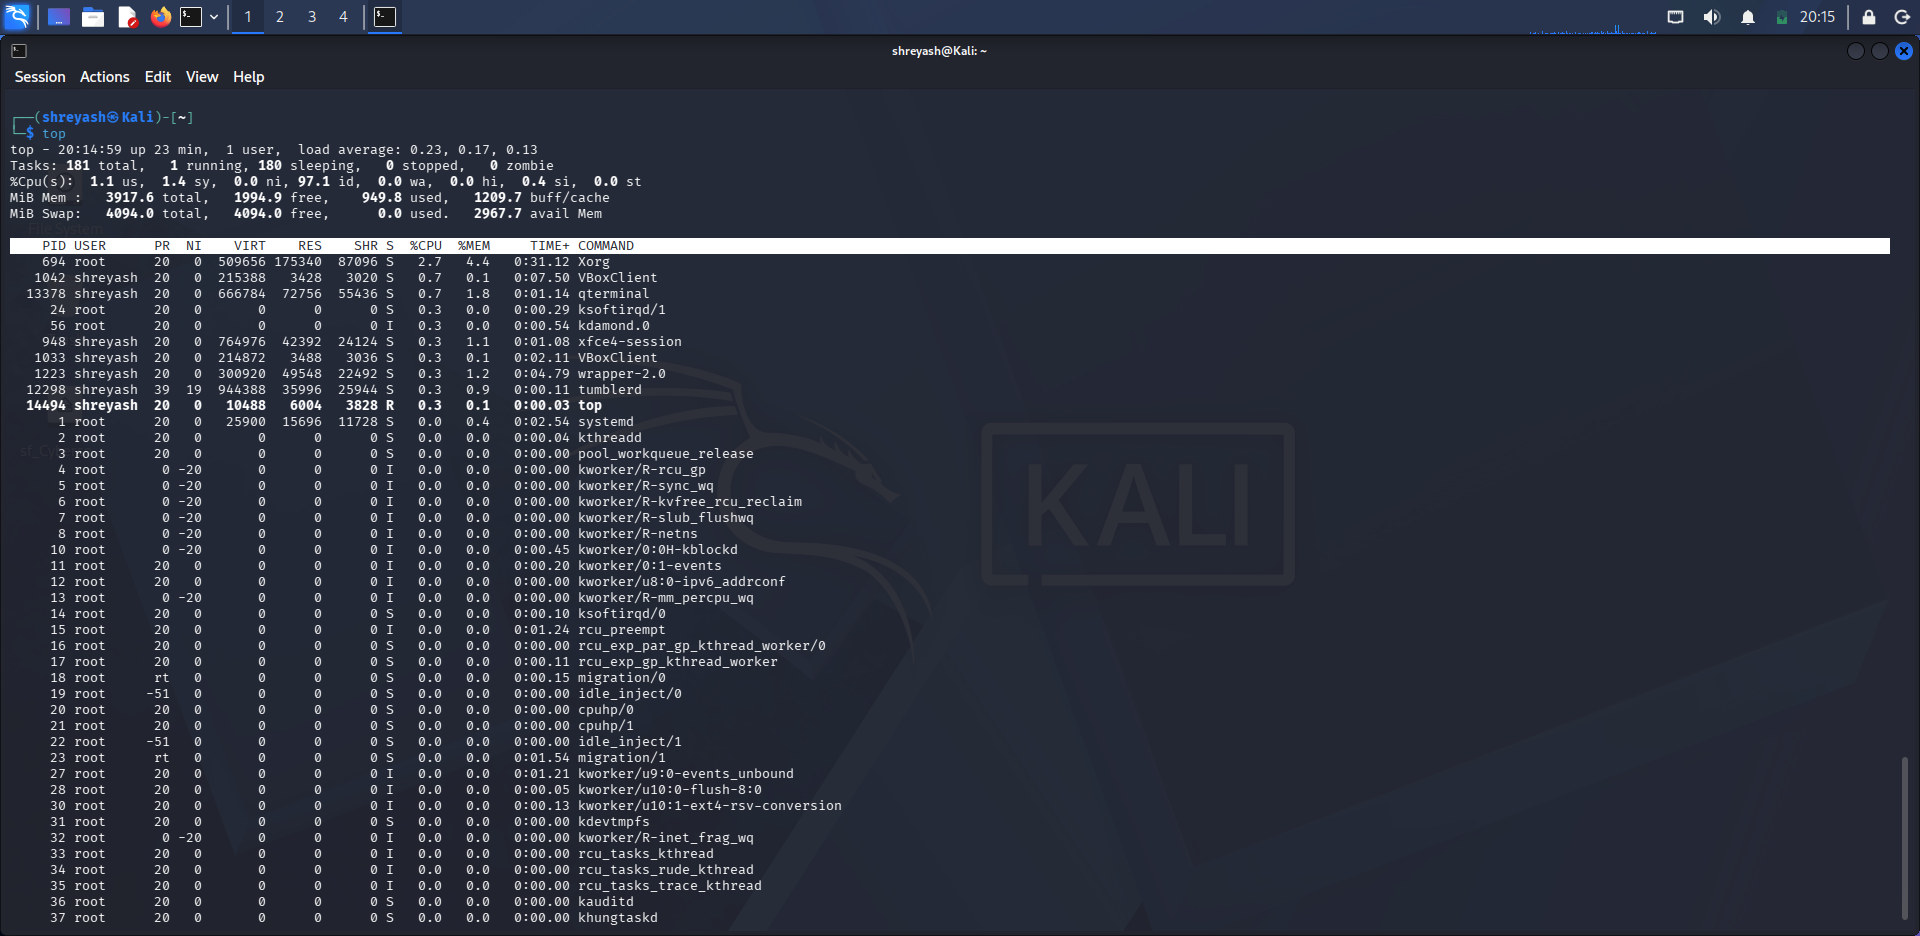 1 2 3 4 20:15
shreyash@Kali: ~
Session Actions Edit View Help
┌──(shreyash㉿Kali)-[~]
└─$ top
top - 20:14:59 up 23 min,  1 user,  load average: 0.23, 0.17, 0.13
Tasks: 181 total,   1 running, 180 sleeping,   0 stopped,   0 zombie
%Cpu(s):  1.1 us,  1.4 sy,  0.0 ni, 97.1 id,  0.0 wa,  0.0 hi,  0.4 si,  0.0 st
MiB Mem :   3917.6 total,   1994.9 free,    949.8 used,   1209.7 buff/cache
MiB Swap:   4094.0 total,   4094.0 free,      0.0 used.   2967.7 avail Mem
File System
PID USER PR NI VIRT RES SHR S %CPU %MEM TIME+ COMMAND
694 root 20 0 509656 175340 87096 S 2.7 4.4 0:31.12 Xorg
1042 shreyash 20 0 215388 3428 3020 S 0.7 0.1 0:07.50 VBoxClient
13378 shreyash 20 0 666784 72756 55436 S 0.7 1.8 0:01.14 qterminal
24 root 20 0 0 0 0 S 0.3 0.0 0:00.29 ksoftirqd/1
56 root 20 0 0 0 0 I 0.3 0.0 0:00.54 kdamond.0
948 shreyash 20 0 764976 42392 24124 S 0.3 1.1 0:01.08 xfce4-session
1033 shreyash 20 0 214872 3488 3036 S 0.3 0.1 0:02.11 VBoxClient
1223 shreyash 20 0 300920 49548 22492 S 0.3 1.2 0:04.79 wrapper-2.0
12298 shreyash 39 19 944388 35996 25944 S 0.3 0.9 0:00.11 tumblerd
14494 shreyash 20 0 10488 6004 3828 R 0.3 0.1 0:00.03 top
1 root 20 0 25900 15696 11728 S 0.0 0.4 0:02.54 systemd
2 root 20 0 0 0 0 S 0.0 0.0 0:00.04 kthreadd
3 root 20 0 0 0 0 S 0.0 0.0 0:00.00 pool_workqueue_release
4 root 0 -20 0 0 0 I 0.0 0.0 0:00.00 kworker/R-rcu_gp
5 root 0 -20 0 0 0 I 0.0 0.0 0:00.00 kworker/R-sync_wq
6 root 0 -20 0 0 0 I 0.0 0.0 0:00.00 kworker/R-kvfree_rcu_reclaim
7 root 0 -20 0 0 0 I 0.0 0.0 0:00.00 kworker/R-slub_flushwq
8 root 0 -20 0 0 0 I 0.0 0.0 0:00.00 kworker/R-netns
10 root 0 -20 0 0 0 I 0.0 0.0 0:00.45 kworker/0:0H-kblockd
11 root 20 0 0 0 0 I 0.0 0.0 0:00.20 kworker/0:1-events
12 root 20 0 0 0 0 I 0.0 0.0 0:00.00 kworker/u8:0-ipv6_addrconf
13 root 0 -20 0 0 0 I 0.0 0.0 0:00.00 kworker/R-mm_percpu_wq
14 root 20 0 0 0 0 S 0.0 0.0 0:00.10 ksoftirqd/0
15 root 20 0 0 0 0 I 0.0 0.0 0:01.24 rcu_preempt
16 root 20 0 0 0 0 S 0.0 0.0 0:00.00 rcu_exp_par_gp_kthread_worker/0
17 root 20 0 0 0 0 S 0.0 0.0 0:00.11 rcu_exp_gp_kthread_worker
18 root rt 0 0 0 0 S 0.0 0.0 0:00.15 migration/0
19 root -51 0 0 0 0 S 0.0 0.0 0:00.00 idle_inject/0
20 root 20 0 0 0 0 S 0.0 0.0 0:00.00 cpuhp/0
21 root 20 0 0 0 0 S 0.0 0.0 0:00.00 cpuhp/1
22 root -51 0 0 0 0 S 0.0 0.0 0:00.00 idle_inject/1
23 root rt 0 0 0 0 S 0.0 0.0 0:01.54 migration/1
27 root 20 0 0 0 0 I 0.0 0.0 0:01.21 kworker/u9:0-events_unbound
28 root 20 0 0 0 0 I 0.0 0.0 0:00.05 kworker/u10:0-flush-8:0
30 root 20 0 0 0 0 I 0.0 0.0 0:00.13 kworker/u10:1-ext4-rsv-conversion
31 root 20 0 0 0 0 S 0.0 0.0 0:00.00 kdevtmpfs
32 root 0 -20 0 0 0 I 0.0 0.0 0:00.00 kworker/R-inet_frag_wq
33 root 20 0 0 0 0 I 0.0 0.0 0:00.00 rcu_tasks_kthread
34 root 20 0 0 0 0 I 0.0 0.0 0:00.00 rcu_tasks_rude_kthread
35 root 20 0 0 0 0 I 0.0 0.0 0:00.00 rcu_tasks_trace_kthread
36 root 20 0 0 0 0 S 0.0 0.0 0:00.00 kauditd
37 root 20 0 0 0 0 S 0.0 0.0 0:00.00 khungtaskd
KALI